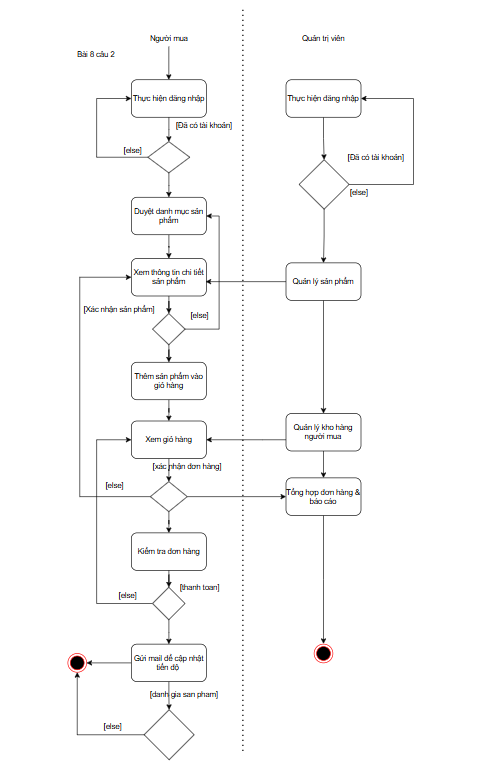 Người mua
Quản trị viên
Bài 8 câu 2
Thực hiện đăng nhập
Thực hiện đăng nhập
[Đã có tài khoản]
[else]
[Đã có tài khoản]
[else]
Duyệt danh mục sản
phẩm
Xem thông tin chi tiết
sản phẩm
Quản lý sản phẩm
[Xác nhận sản phẩm]
[else]
Thêm sản phẩm vào
giỏ hàng
Xem giỏ hàng
Quản lý kho hàng
người mua
[xác nhận đơn hàng]
[else]
Tổng hợp đơn hàng &
báo cáo
Kiểm tra đơn hàng
[thanh toan]
[else]
Gửi mail để cập nhật
tiến độ
[danh gia san pham]
[else]